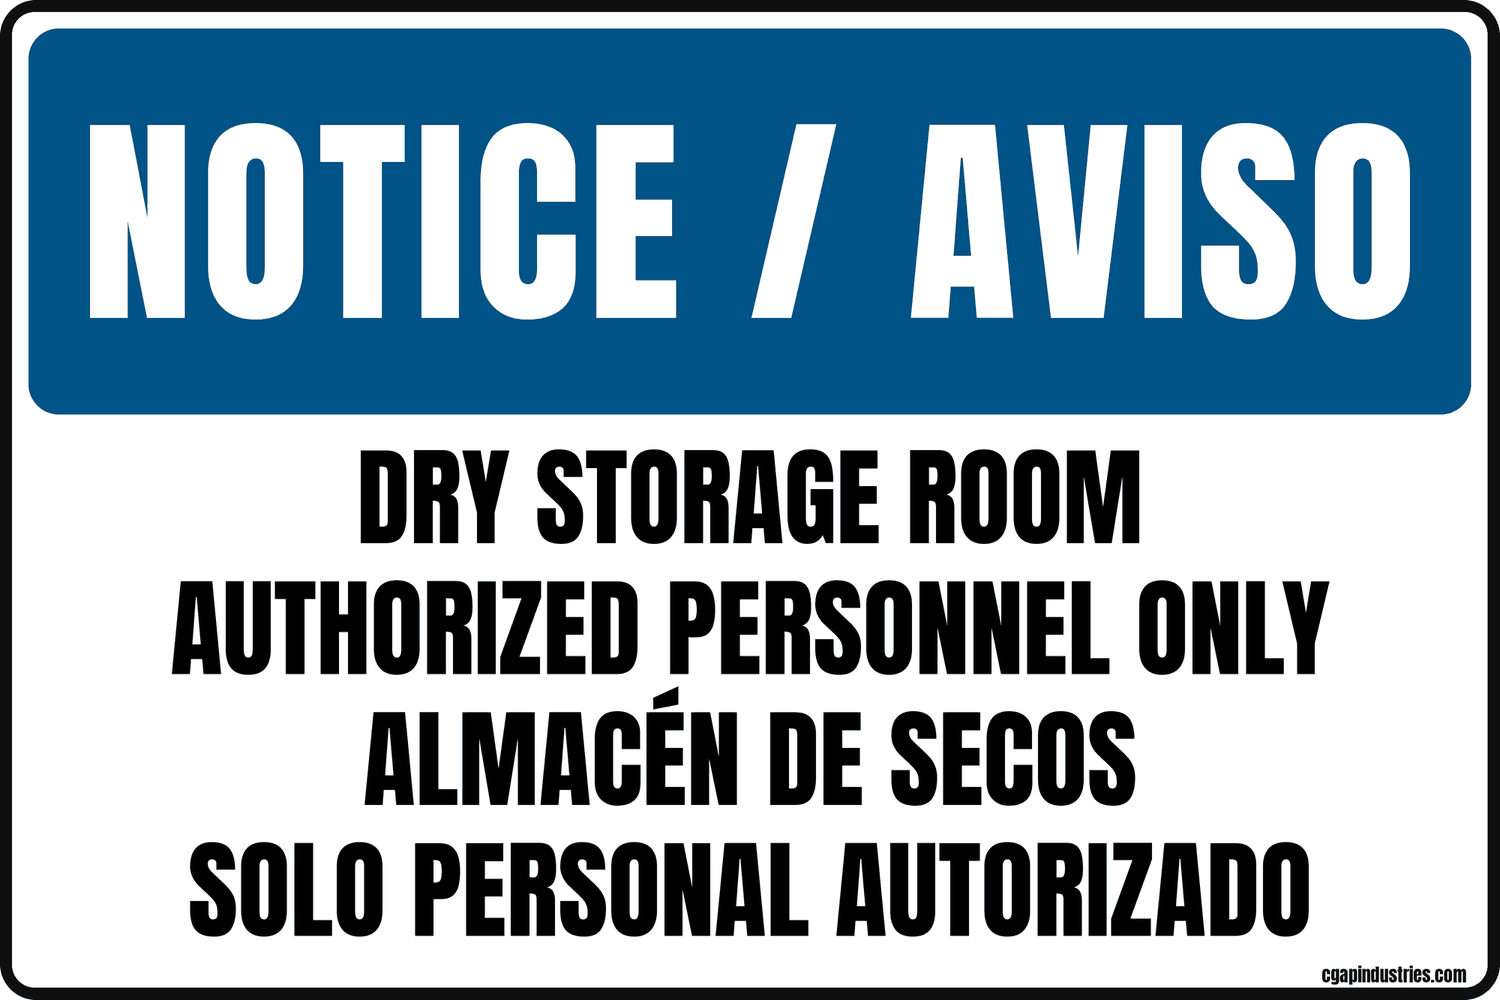 NOTICE / AVISO
DRY STORAGE ROOM
AUTHORIZED PERSONNEL ONLY
ALMACÉN DE SECOS
SOLO PERSONAL AUTORIZADO
cgapindustries.com